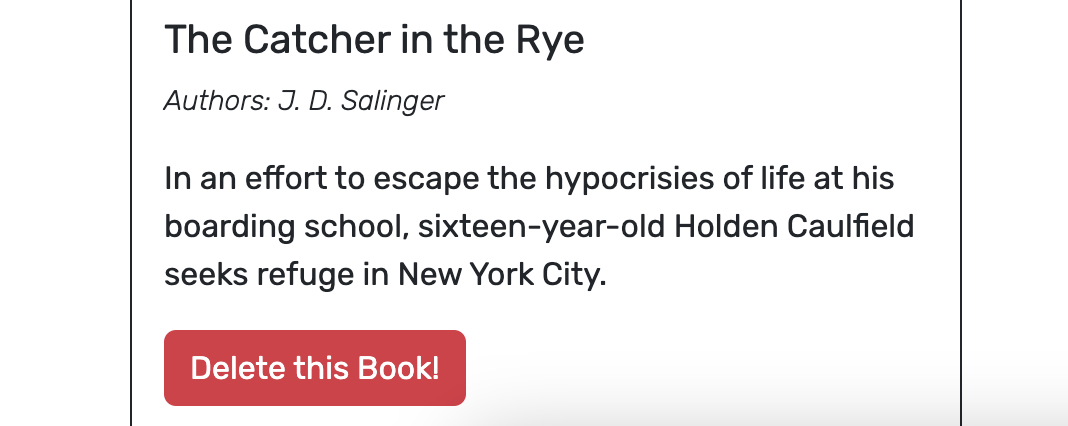 The Catcher in the Rye
Authors: J. D. Salinger
In an effort to escape the hypocrisies of life at his
boarding school, sixteen-year-old Holden Caulfield
seeks refuge in New York City.
Delete this Book!